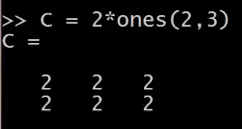 >> C = 2*ones(2,3)
C =
2 2 2
2 2 2